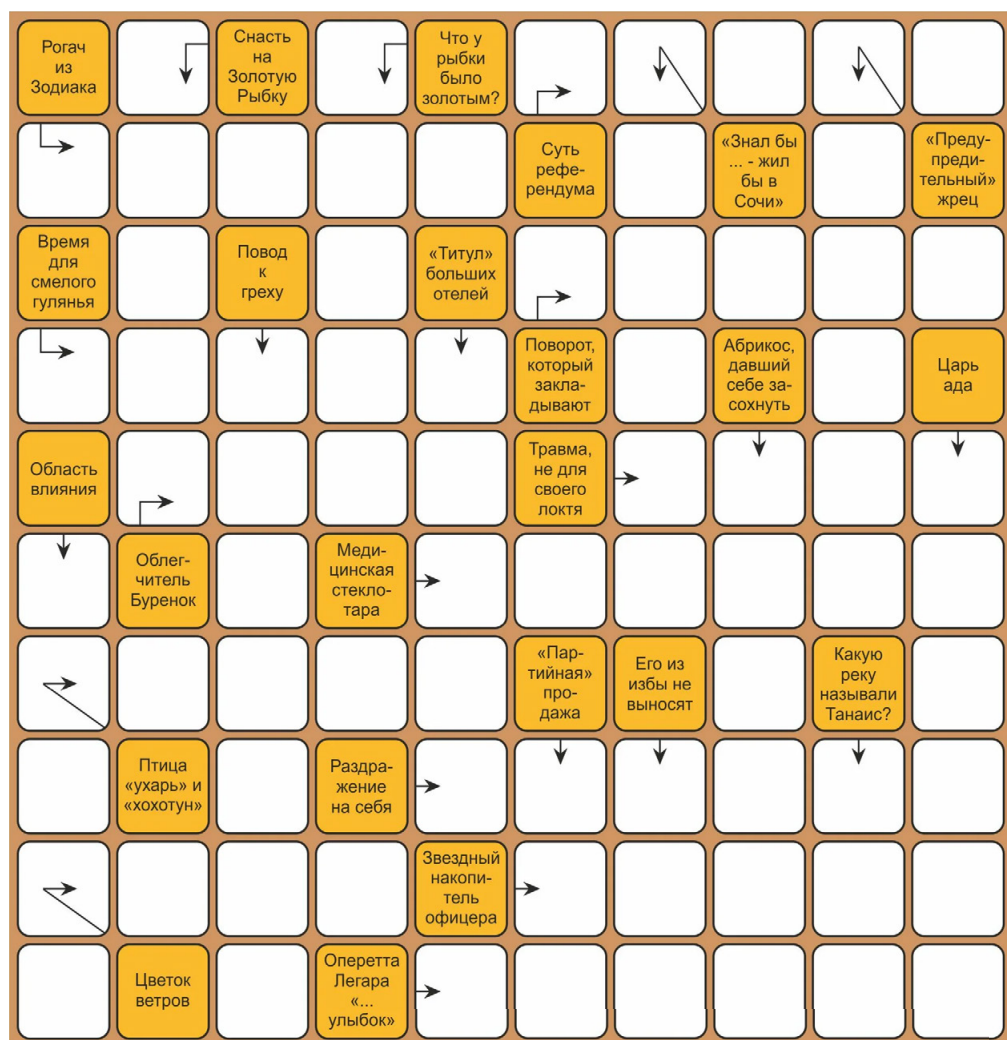 Рогач
из
Зодиака
Снасть
на
Золотую
Рыбку
Что у
рыбки
было
золотым?
Суть
рефе-
рендума
«Знал бы
... - жил
бы в
Сочи»
«Преду-
преди-
тельный»
жрец
Время
для
смелого
гулянья
Повод
к
греху
«Титул»
больших
отелей
Поворот,
который
закла-
дывают
Абрикос,
давший
себе за-
сохнуть
Царь
ада
Область
влияния
Травма,
не для
своего
локтя
Облег-
читель
Буренок
Меди-
цинская
стекло-
тара
«Пар-
тийная»
про-
дажа
Его из
избы не
выносят
Какую
реку
называли
Танаис?
Птица
«ухарь» и
«хохотун»
Раздра-
жение
на себя
Звездный
накопи-
тель
офицера
Цветок
ветров
Оперетта
Легара
«...
улыбок»